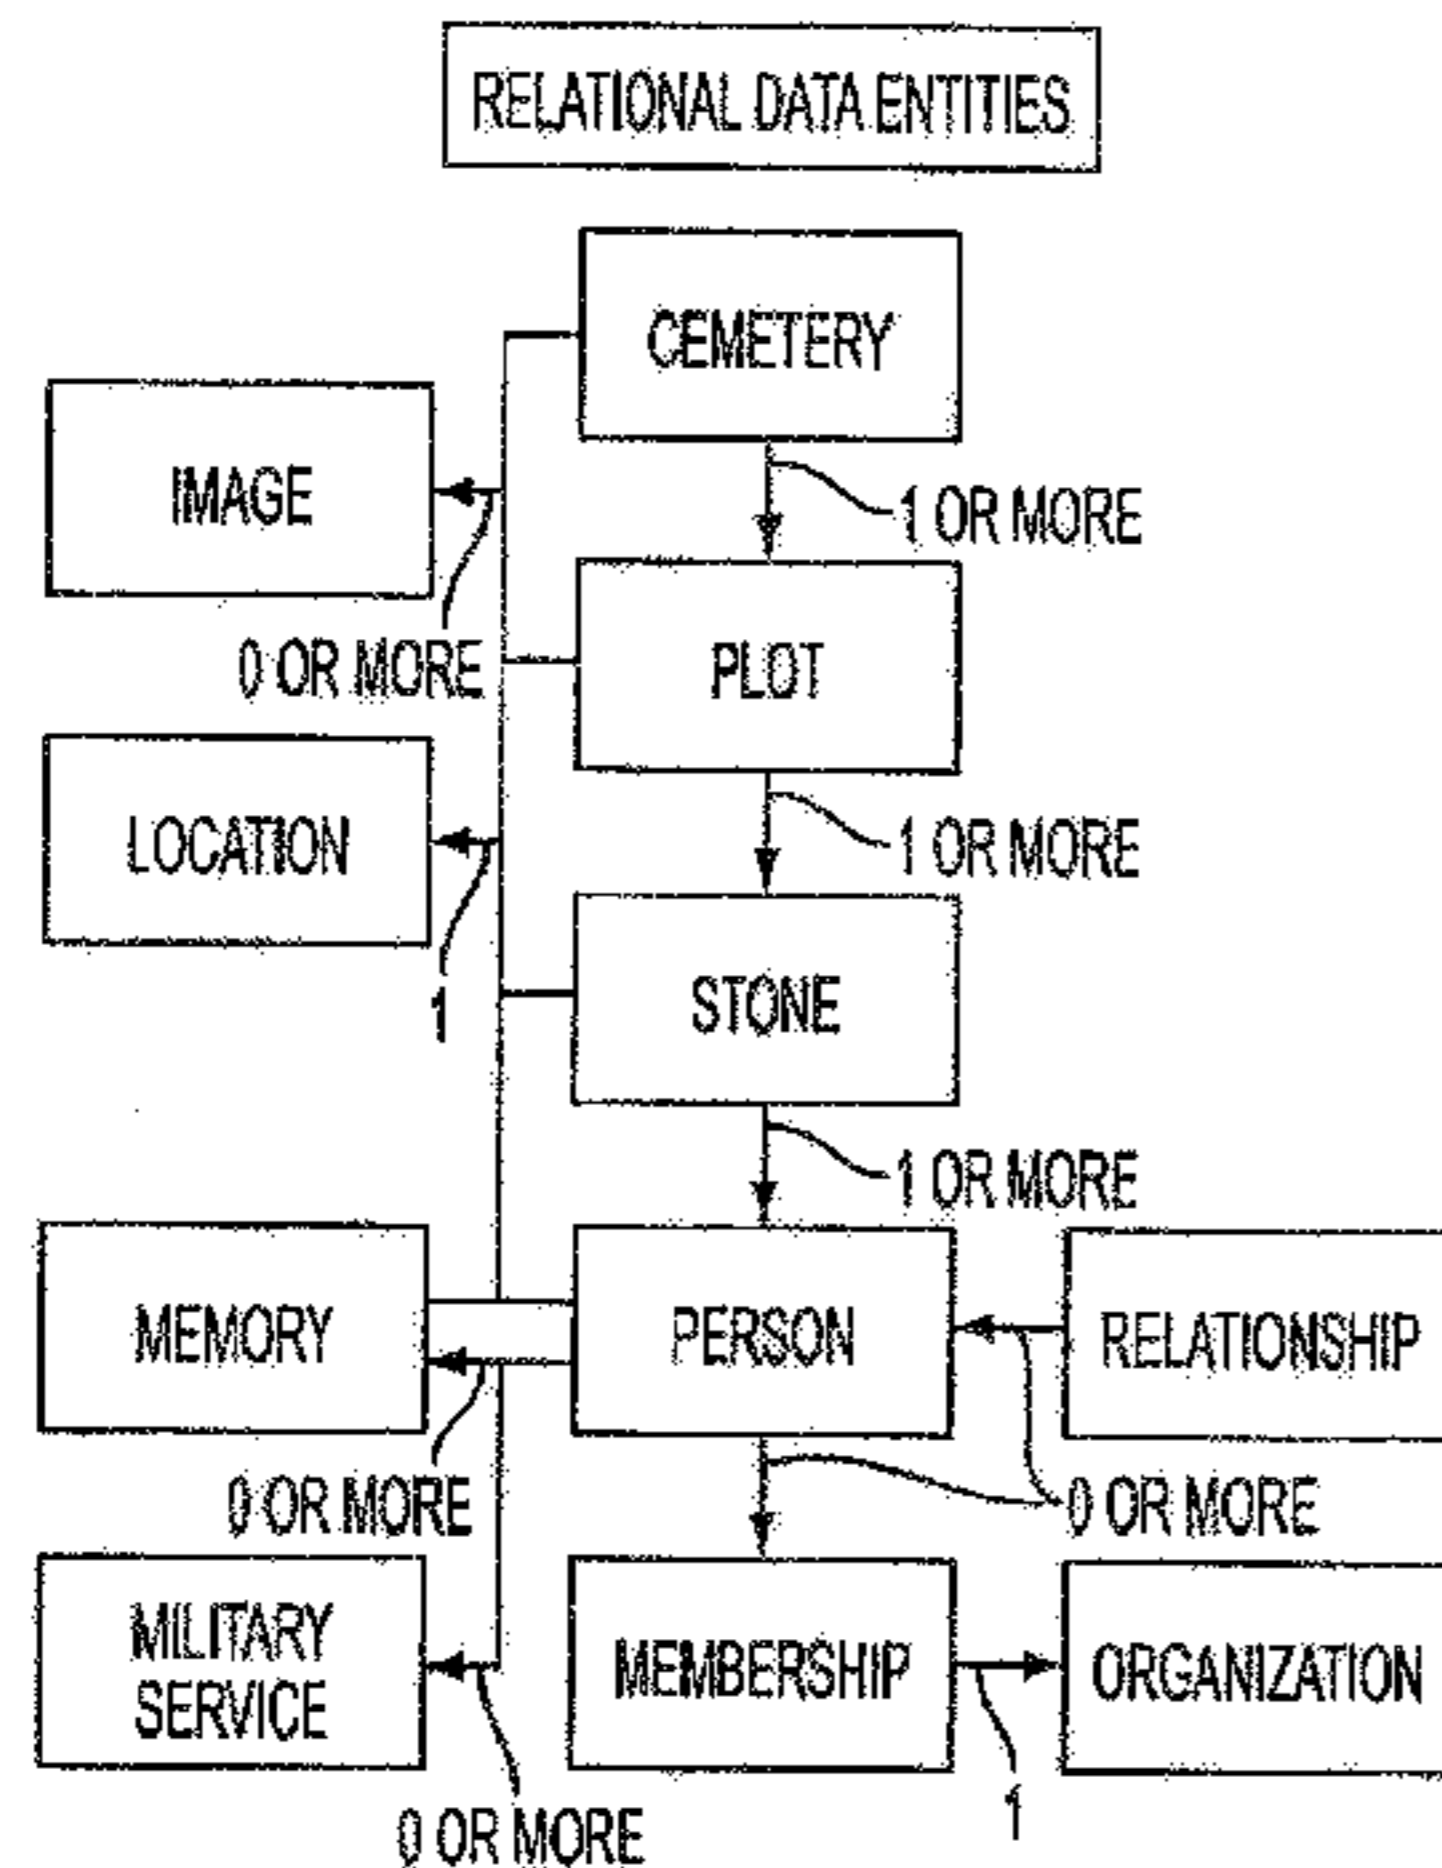 RELATIONAL DATA ENTITIES
CEMETERY
IMAGE
1 OR MORE
0 OR MORE
PLOT
LOCATION
1 OR MORE
1
STONE
1 OR MORE
MEMORY
PERSON
RELATIONSHIP
0 OR MORE
0 OR MORE
MILITARY
SERVICE
MEMBERSHIP
ORGANIZATION
0 OR MORE
1